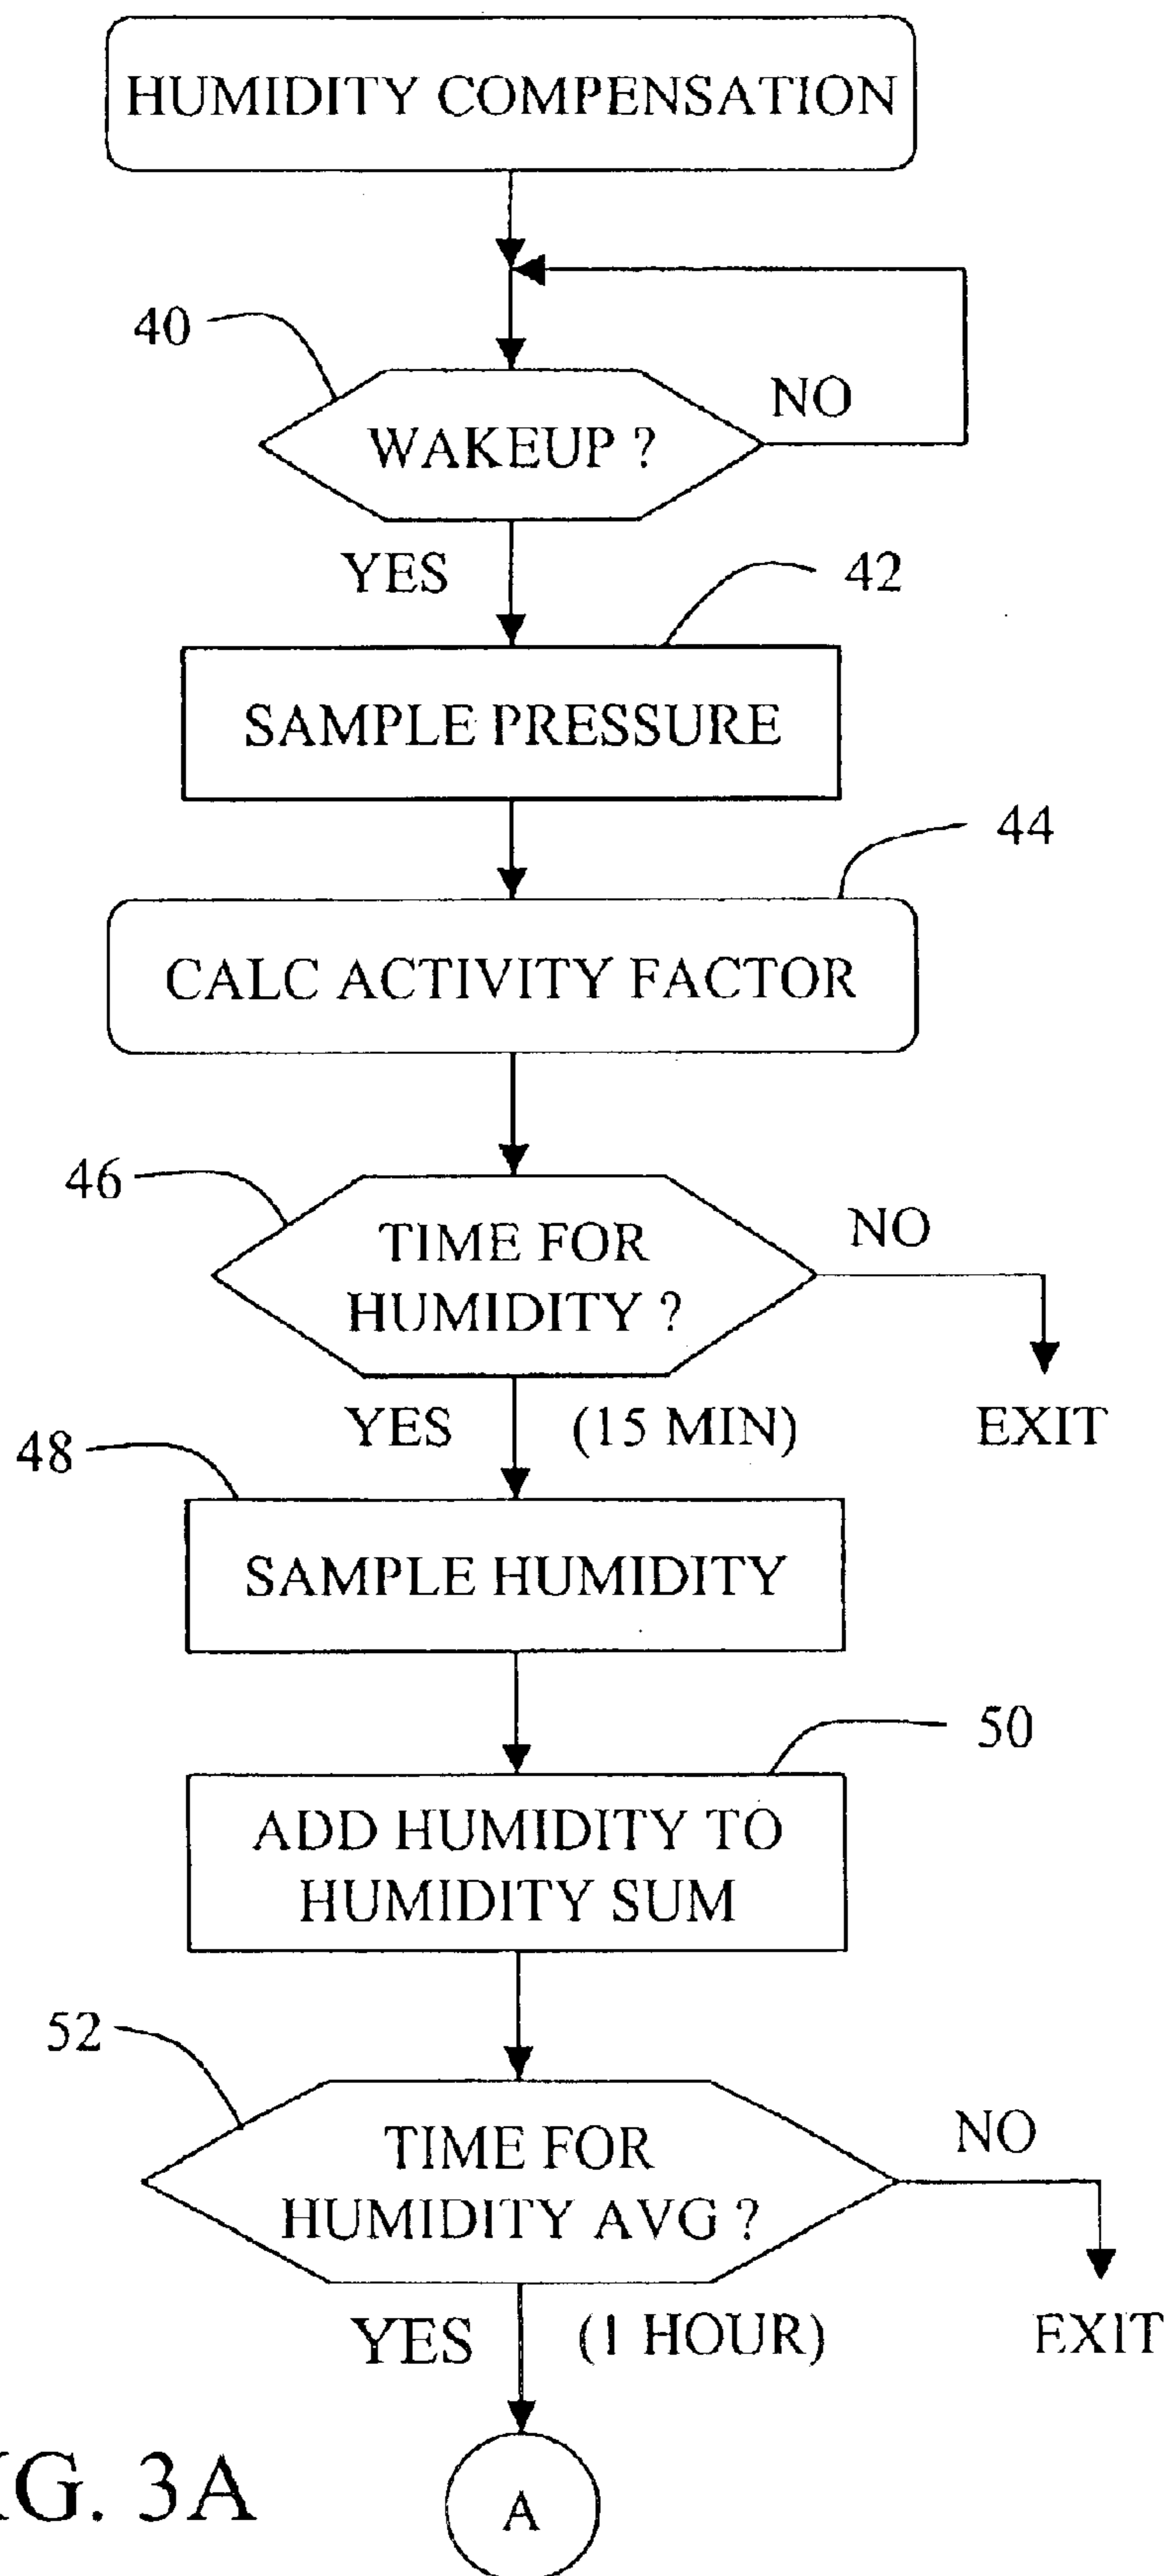 HUMIDITY COMPENSATION
40
NO
WAKEUP ?
YES
42
SAMPLE PRESSURE
44
CALC ACTIVITY FACTOR
46
NO
TIME FOR
HUMIDITY ?
YES (15 MIN)
EXIT
48
SAMPLE HUMIDITY
50
ADD HUMIDITY TO
HUMIDITY SUM
52
NO
TIME FOR
HUMIDITY AVG ?
YES (1 HOUR)
EXIT
A
IG. 3A